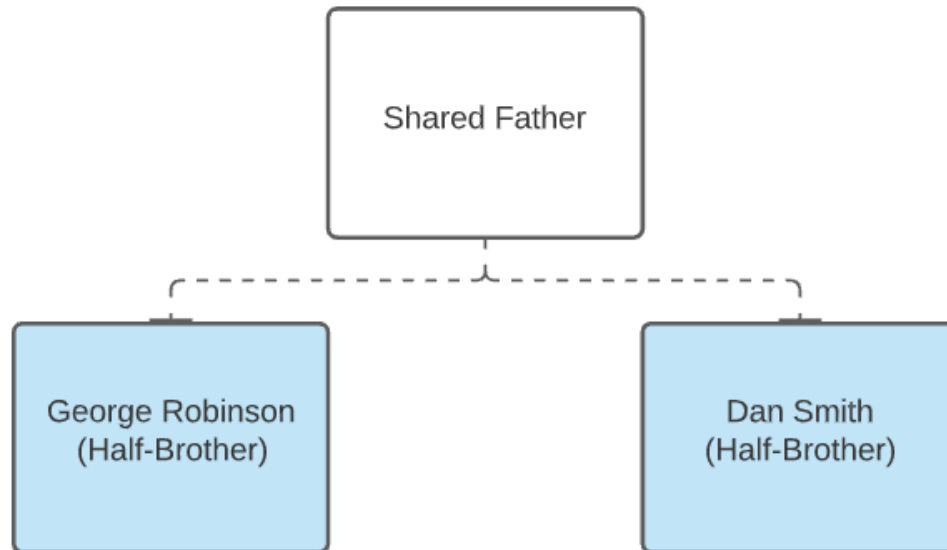 Shared Father
George Robinson
(Half-Brother)
Dan Smith
(Half-Brother)